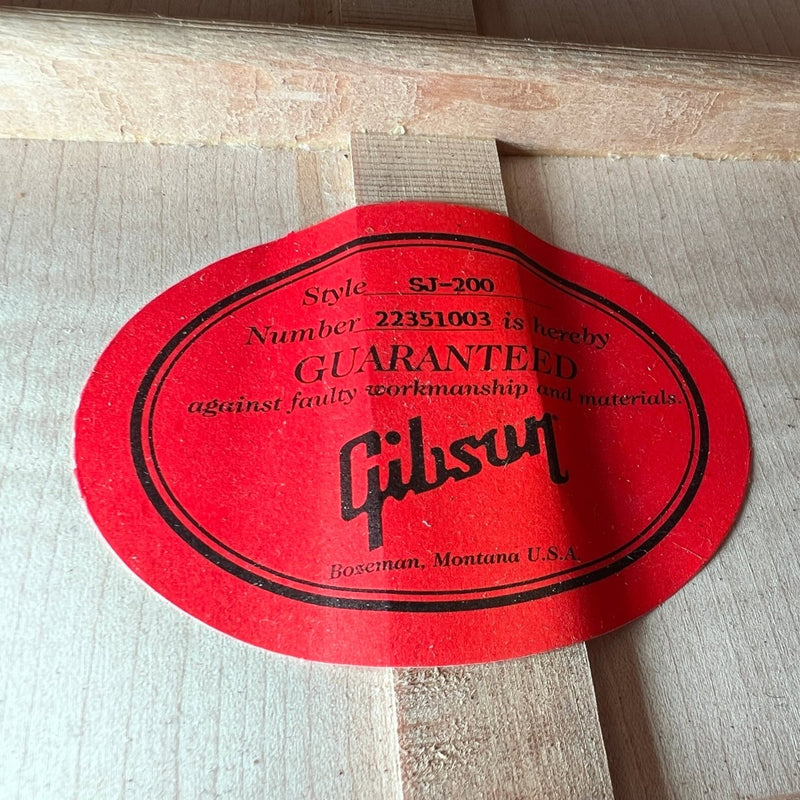 Style SJ-200
Number 22351003 is hereby
GUARANTEED
against faulty workmanship and materials.
Gibson
Bozeman, Montana U.S.A.